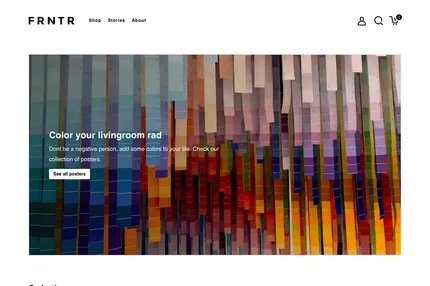 FRNTR
Shop Stories About
0
Color your livingroom rad
Dont be a negative person, add some colors to your life. Check our
collection of posters.
See all posters